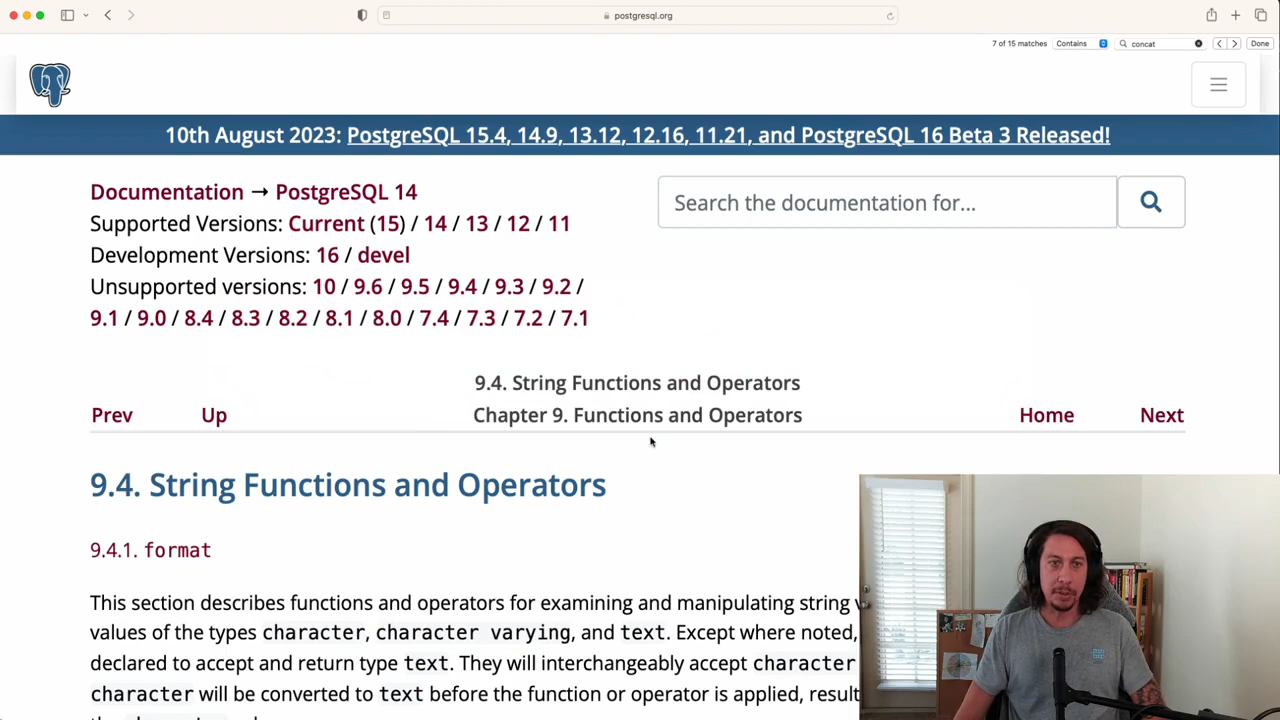 postgresql.org
7 of 15 matches Contains concat Done
10th August 2023: PostgreSQL 15.4, 14.9, 13.12, 12.16, 11.21, and PostgreSQL 16 Beta 3 Released!
Documentation → PostgreSQL 14
Supported Versions: Current (15) / 14 / 13 / 12 / 11
Development Versions: 16 / devel
Unsupported versions: 10 / 9.6 / 9.5 / 9.4 / 9.3 / 9.2 /
9.1 / 9.0 / 8.4 / 8.3 / 8.2 / 8.1 / 8.0 / 7.4 / 7.3 / 7.2 / 7.1
Search the documentation for...
9.4. String Functions and Operators
Prev Up Chapter 9. Functions and Operators Home Next
9.4. String Functions and Operators
9.4.1. format
This section describes functions and operators for examining and manipulating string
values of the types character, character varying, and text. Except where noted,
declared to accept and return type text. They will interchangeably accept character
character will be converted to text before the function or operator is applied, result